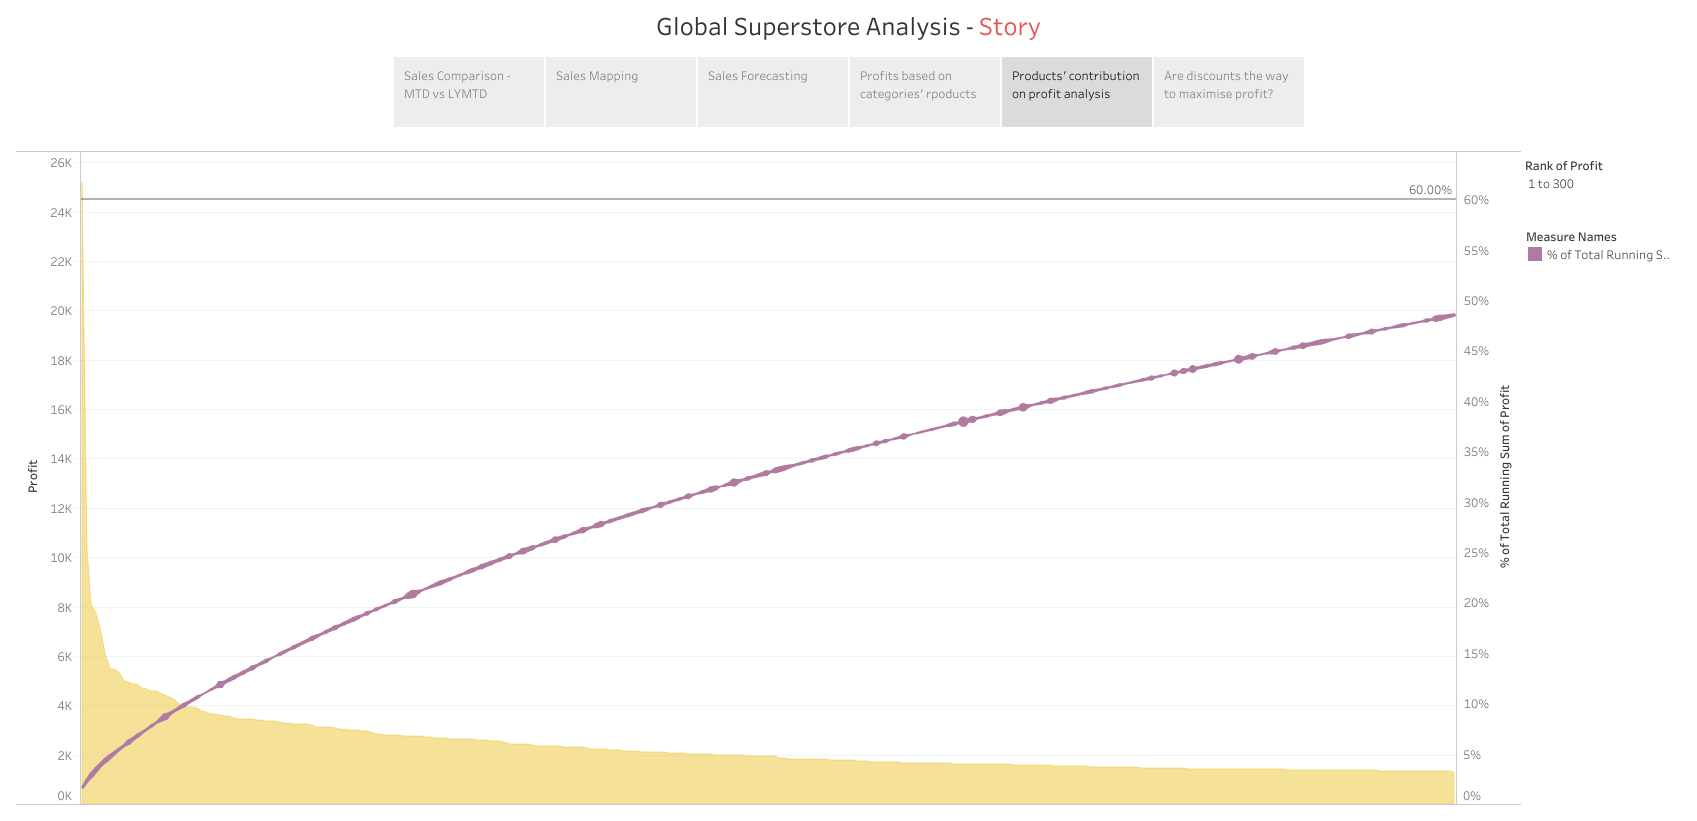 Global Superstore Analysis - Story
Sales Comparison -
MTD vs LYMTD
Sales Mapping
Sales Forecasting
Profits based on
categories' rpoducts
Products' contribution
on profit analysis
Are discounts the way
to maximise profit?
26K
24K
22K
20K
18K
16K
14K
12K
10K
8K
6K
4K
2K
0K
Profit
60.00%
60%
55%
50%
45%
40%
35%
30%
25%
20%
15%
10%
5%
0%
% of Total Running Sum of Profit
Rank of Profit
1 to 300
Measure Names
% of Total Running S..